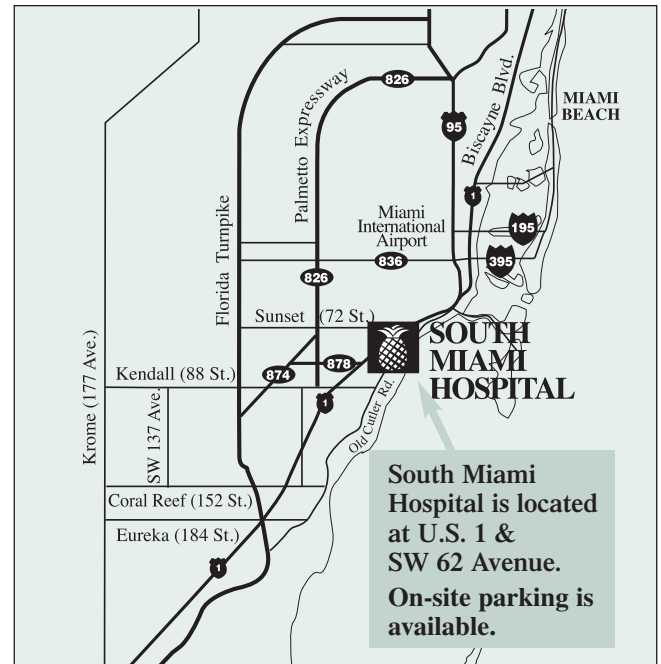 826
Palmetto Expressway
Biscayne Blvd.
MIAMI
BEACH
95
1
Miami
International
Airport
195
836
395
Florida Turnpike
826
Sunset (72 St.)
SOUTH
MIAMI
HOSPITAL
878
874
Kendall (88 St.)
1
Krome (177 Ave.)
SW 137 Ave.
Old Cutler Rd.
Coral Reef (152 St.)
Eureka (184 St.)
1
South Miami
Hospital is located
at U.S. 1 &
SW 62 Avenue.
On-site parking is
available.